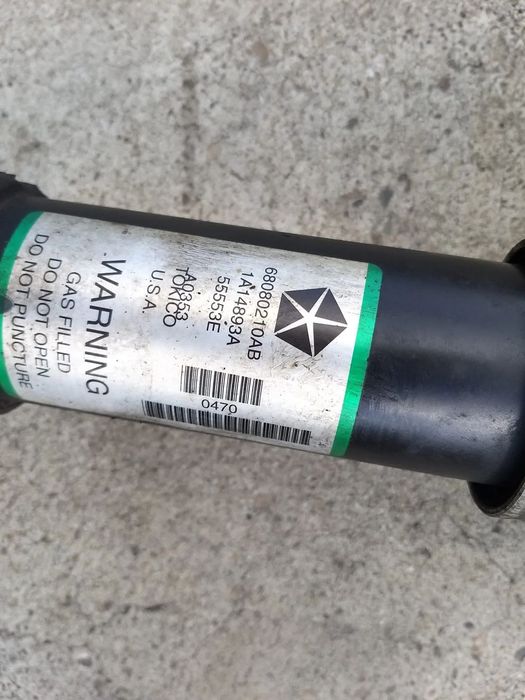 68080210AB
1A14893A
55553E
A0353
TOKICO
U.S.A.
WARNING
GAS FILLED
DO NOT OPEN
DO NOT PUNCTURE
0470